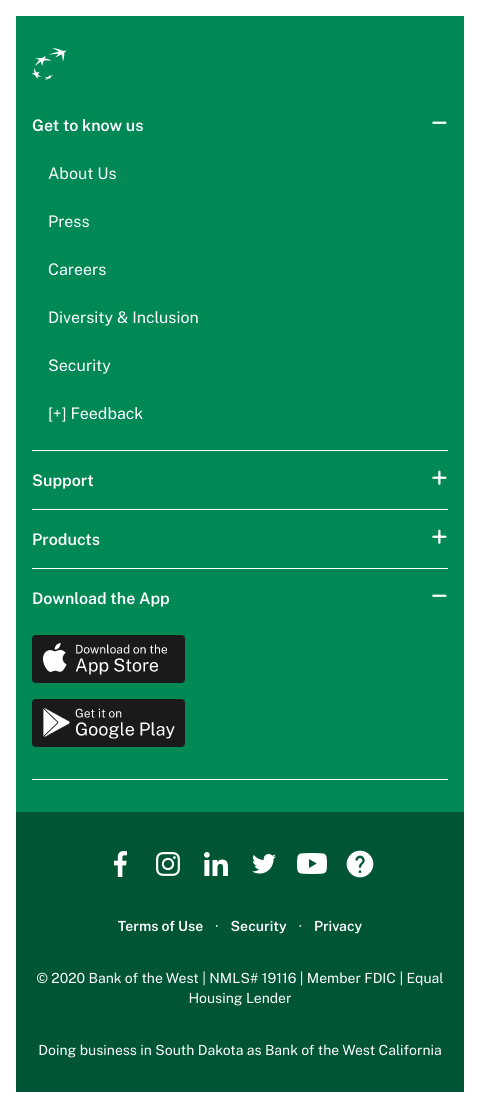 Get to know us
About Us
Press
Careers
Diversity & Inclusion
Security
[+] Feedback
Support
Products
Download the App
Download on the
App Store
Get it on
Google Play
Terms of Use · Security · Privacy
© 2020 Bank of the West | NMLS# 19116 | Member FDIC | Equal
Housing Lender
Doing business in South Dakota as Bank of the West California